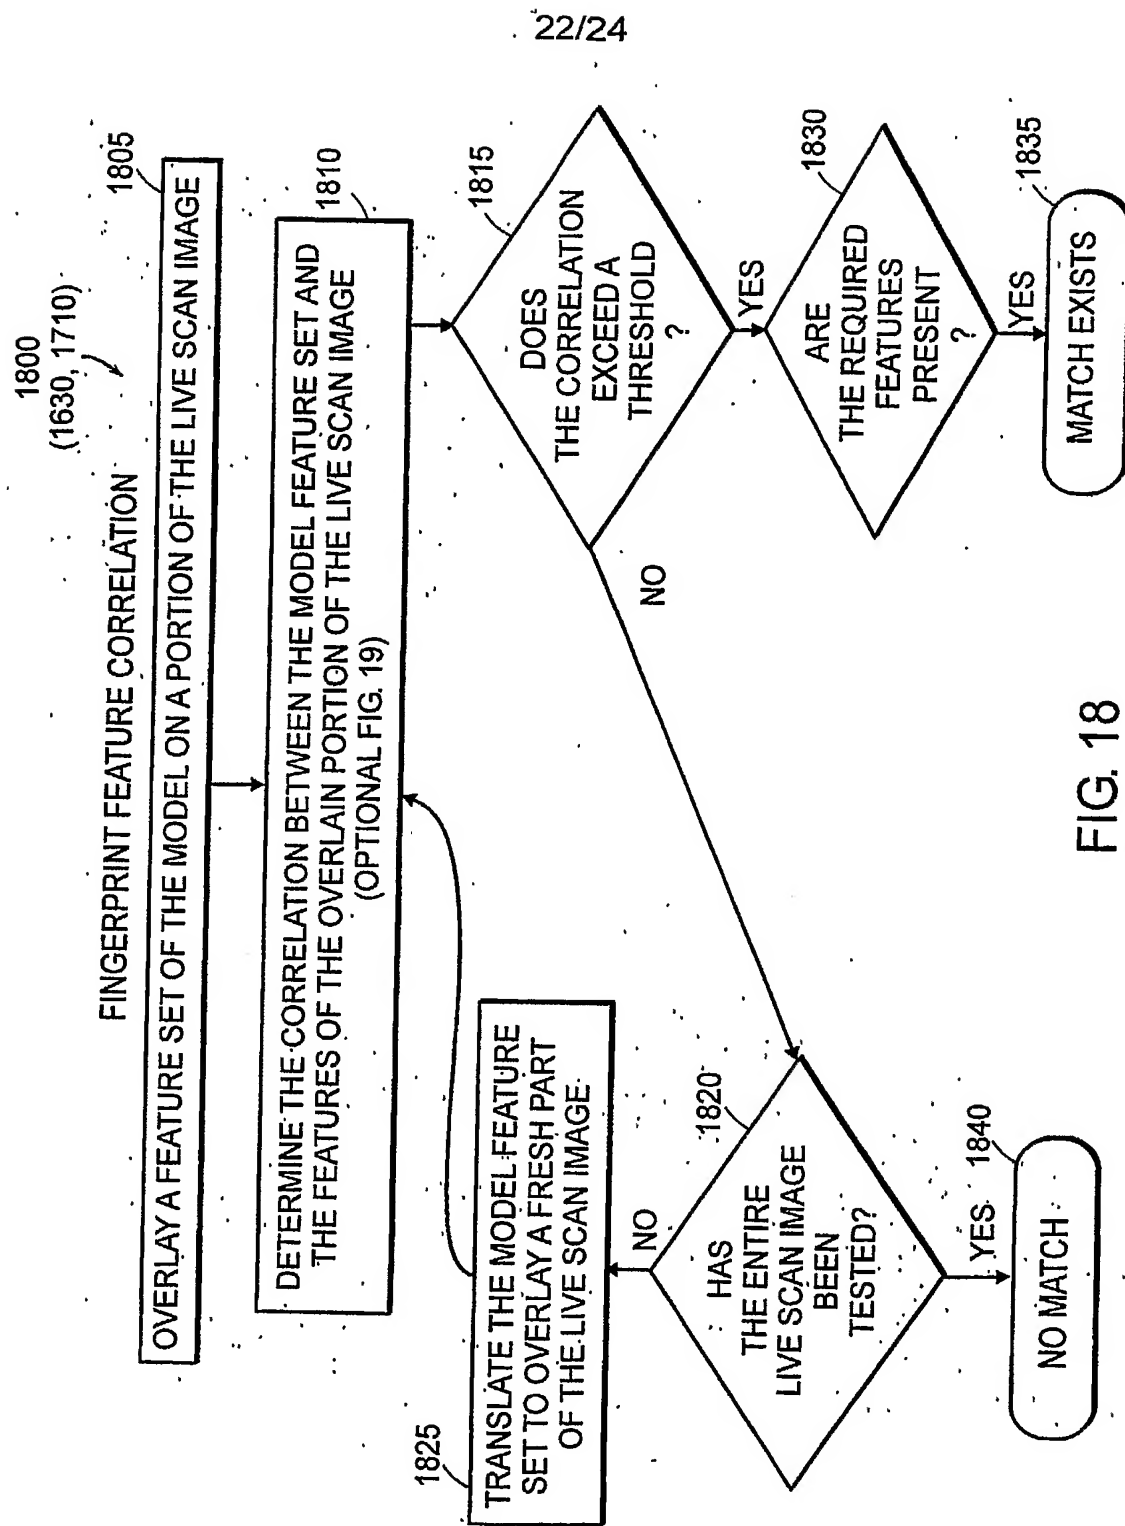 22/24
1800
(1630, 1710)
FINGERPRINT FEATURE CORRELATION
1805
OVERLAY A FEATURE SET OF THE MODEL ON A PORTION OF THE LIVE SCAN IMAGE
1810
DETERMINE THE CORRELATION BETWEEN THE MODEL FEATURE SET AND
THE FEATURES OF THE OVERLAIN PORTION OF THE LIVE SCAN IMAGE
(OPTIONAL FIG. 19)
1825
TRANSLATE THE MODEL FEATURE
SET TO OVERLAY A FRESH PART
OF THE LIVE SCAN IMAGE
1815
DOES
THE CORRELATION
EXCEED A
THRESHOLD
?
NO
YES
1820
HAS
THE ENTIRE
LIVE SCAN IMAGE
BEEN
TESTED?
NO
YES
1830
ARE
THE REQUIRED
FEATURES
PRESENT
?
YES
1840
NO MATCH
1835
MATCH EXISTS
FIG. 18